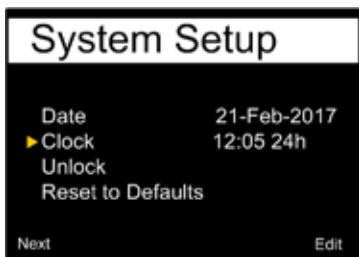 System Setup
Date 21-Feb-2017
Clock 12:05 24h
Unlock
Reset to Defaults
Next Edit